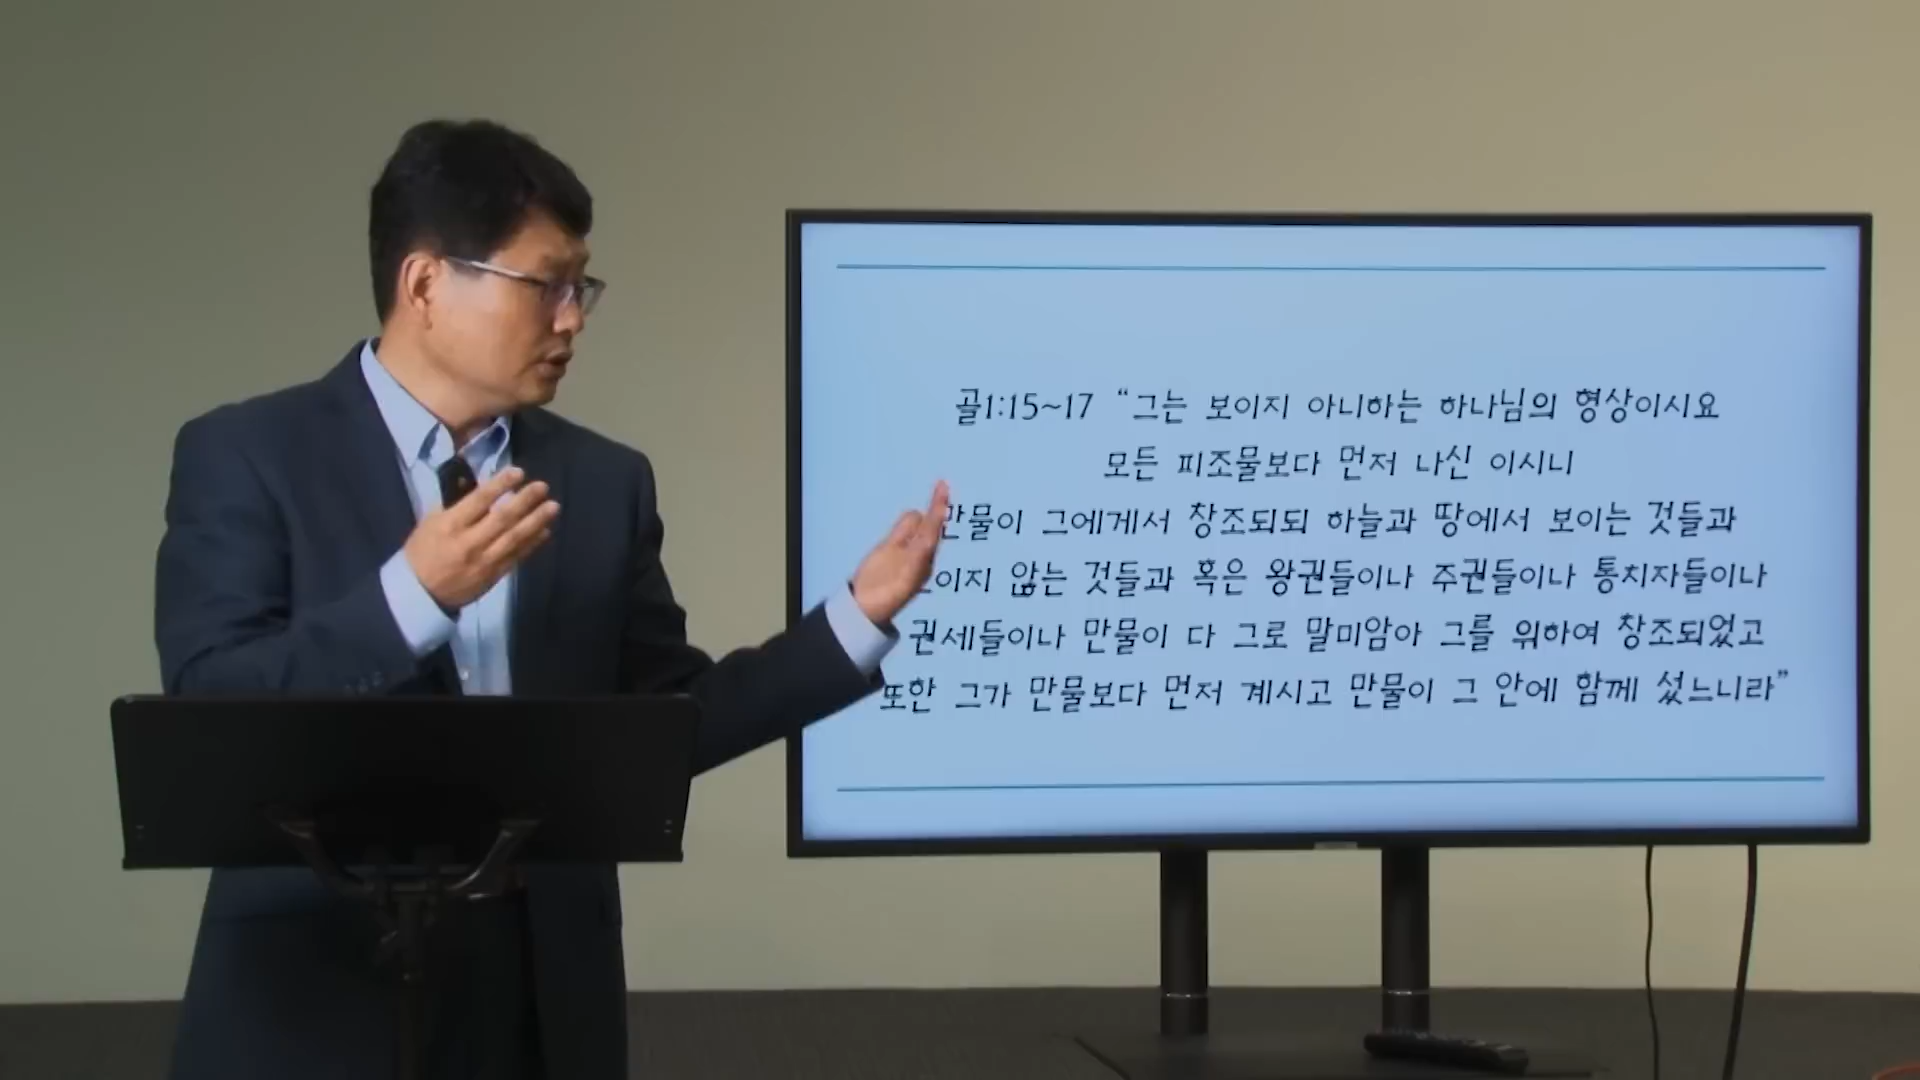 골1:15~17 “그는 보이지 아니하는 하나님의 형상이시요
모든 피조물보다 먼저 나신 이시니
만물이 그에게서 창조되되 하늘과 땅에서 보이는 것들과
않는 것들과 혹은 왕권들이나 주권들이나 통치자들이나
권세들이나 만물이 다 그로 말미암아 그를 위하여 창조되었고
또한 그가 만물보다 먼저 계시고 만물이 그 안에 함께 섰느니라”